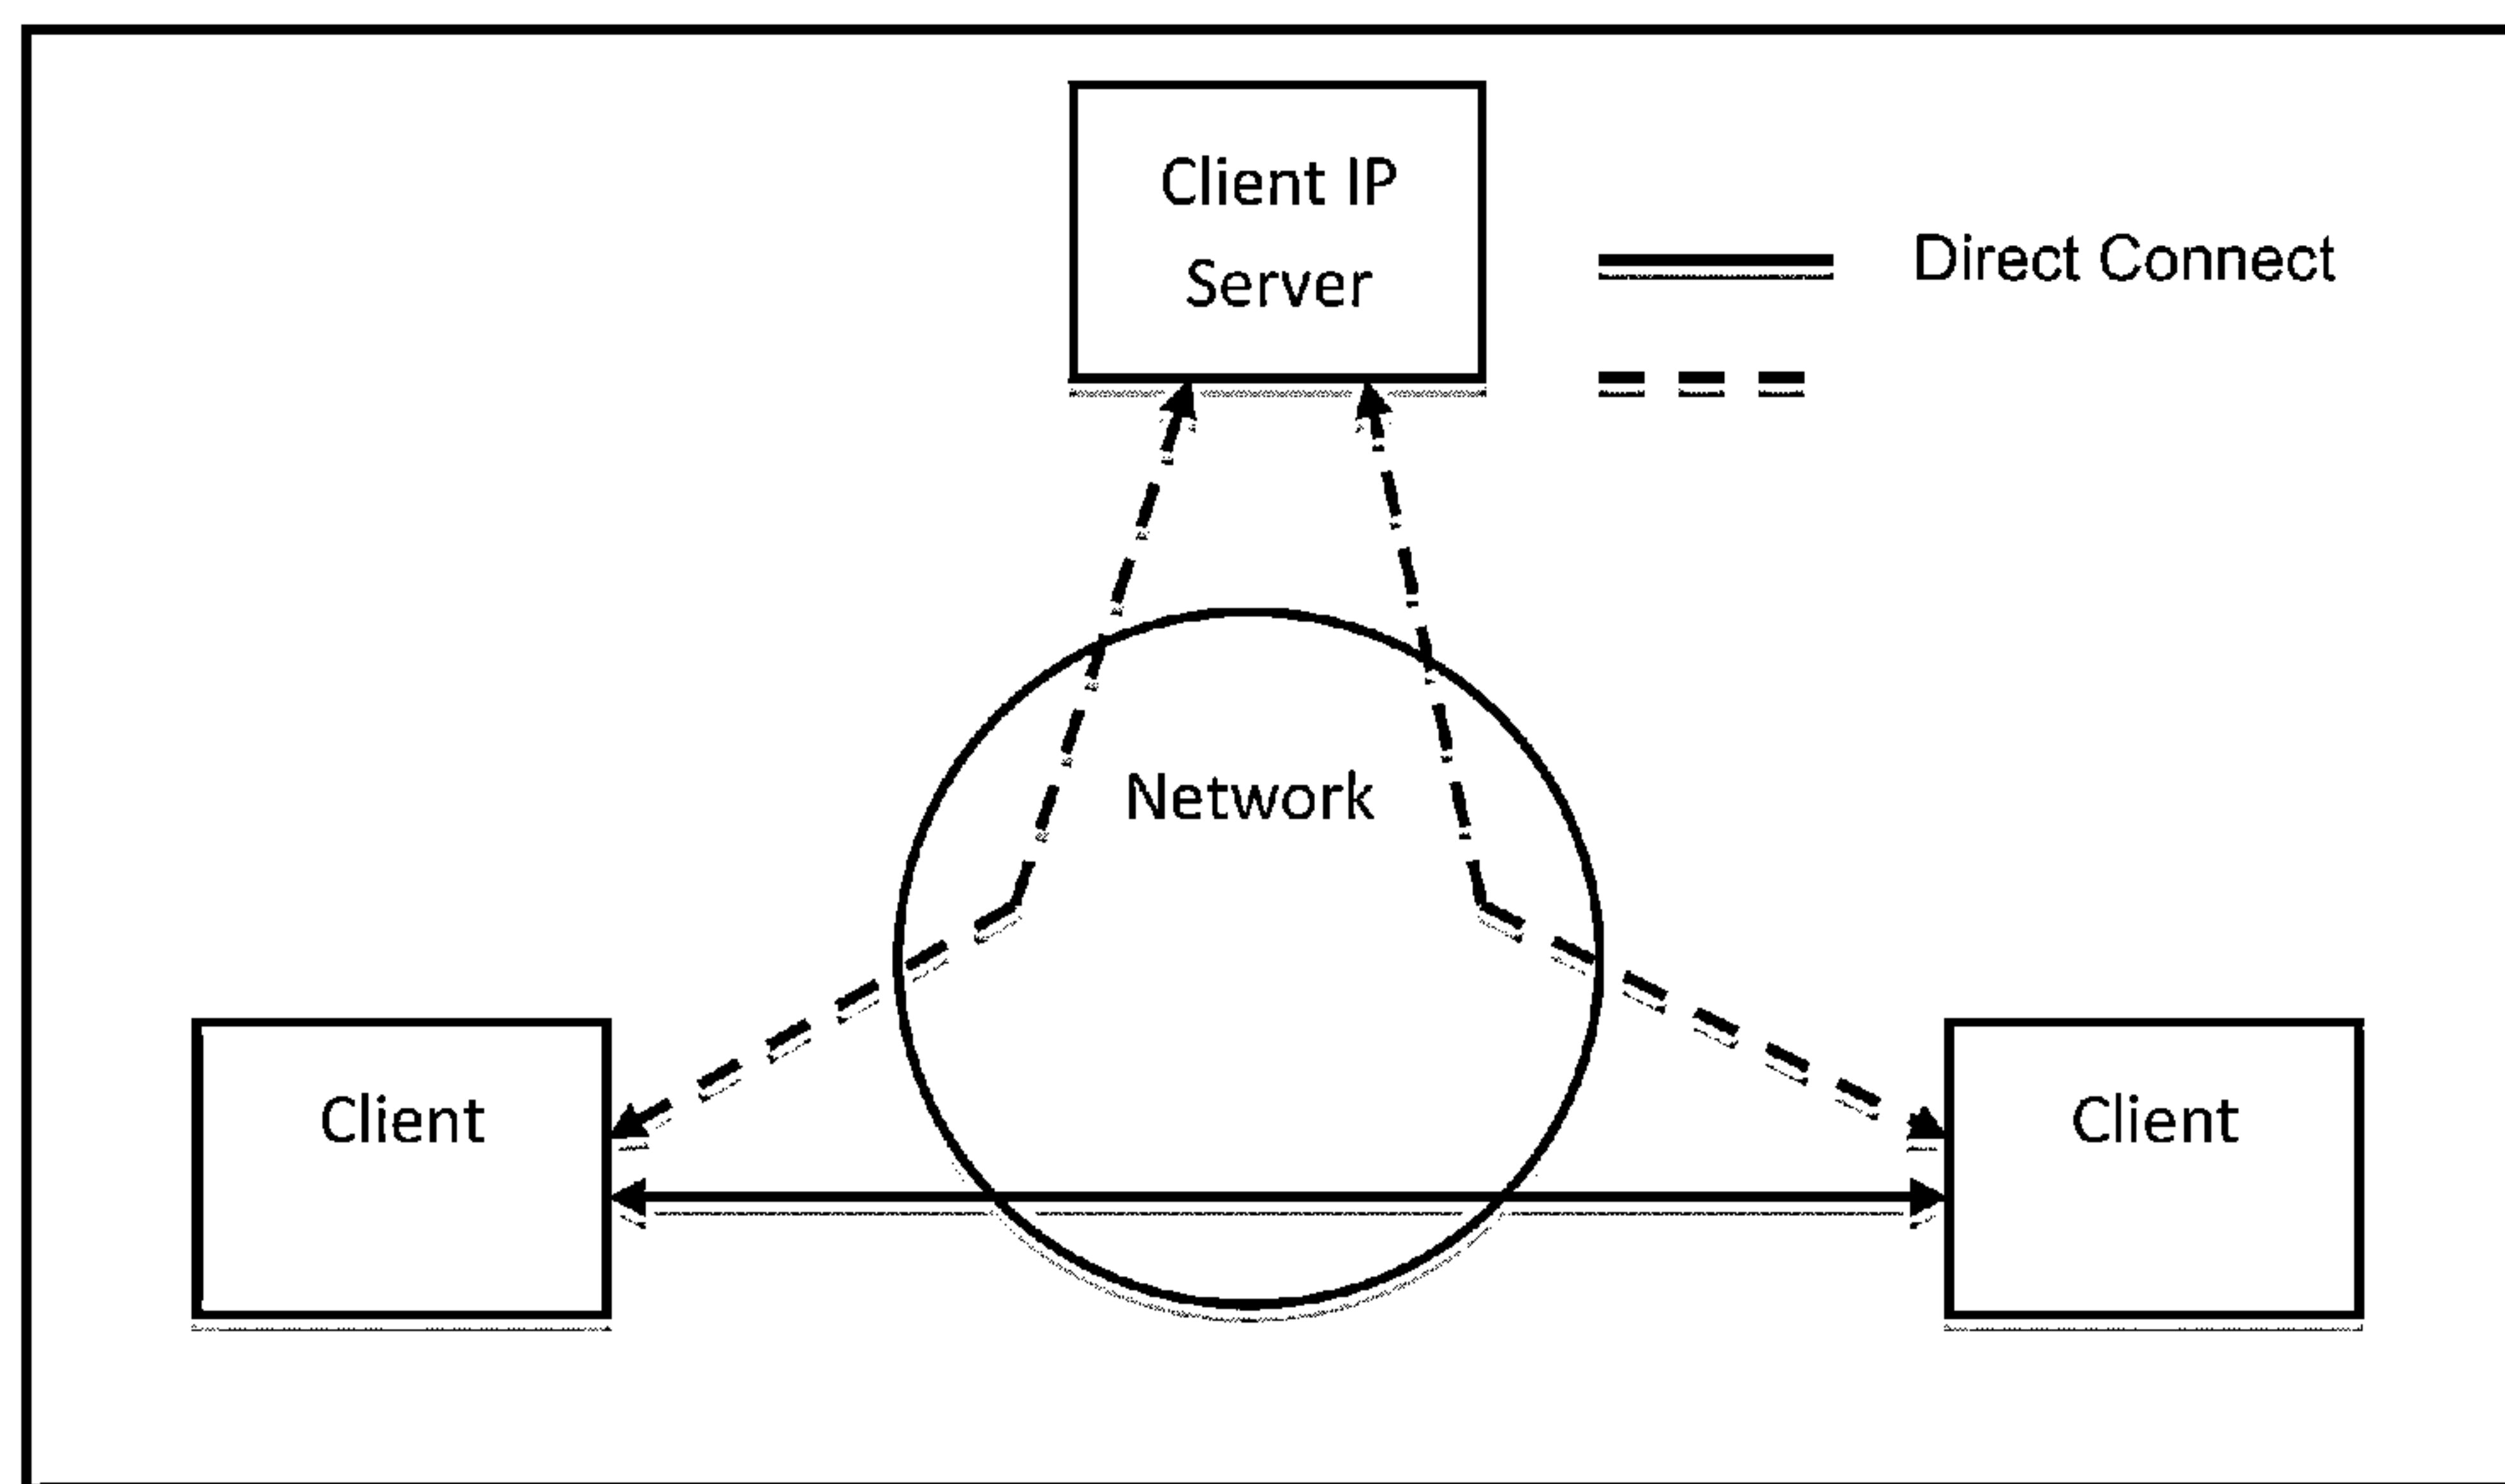 Client IP
Server
Direct Connect
Network
Client
Client